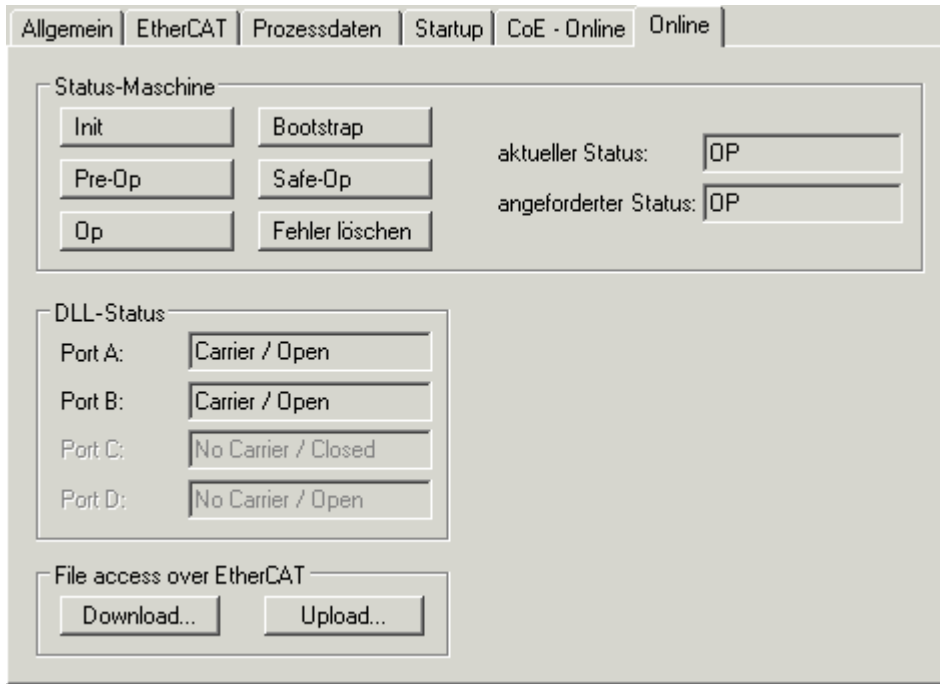 Allgemein EtherCAT Prozessdaten Startup CoE - Online Online
Status-Maschine
Init Bootstrap
aktueller Status: OP
Pre-Op Safe-Op
angeforderter Status: OP
Op Fehler löschen
DLL-Status
Port A: Carrier / Open
Port B: Carrier / Open
Port C: No Carrier / Closed
Port D: No Carrier / Open
File access over EtherCAT
Download... Upload...